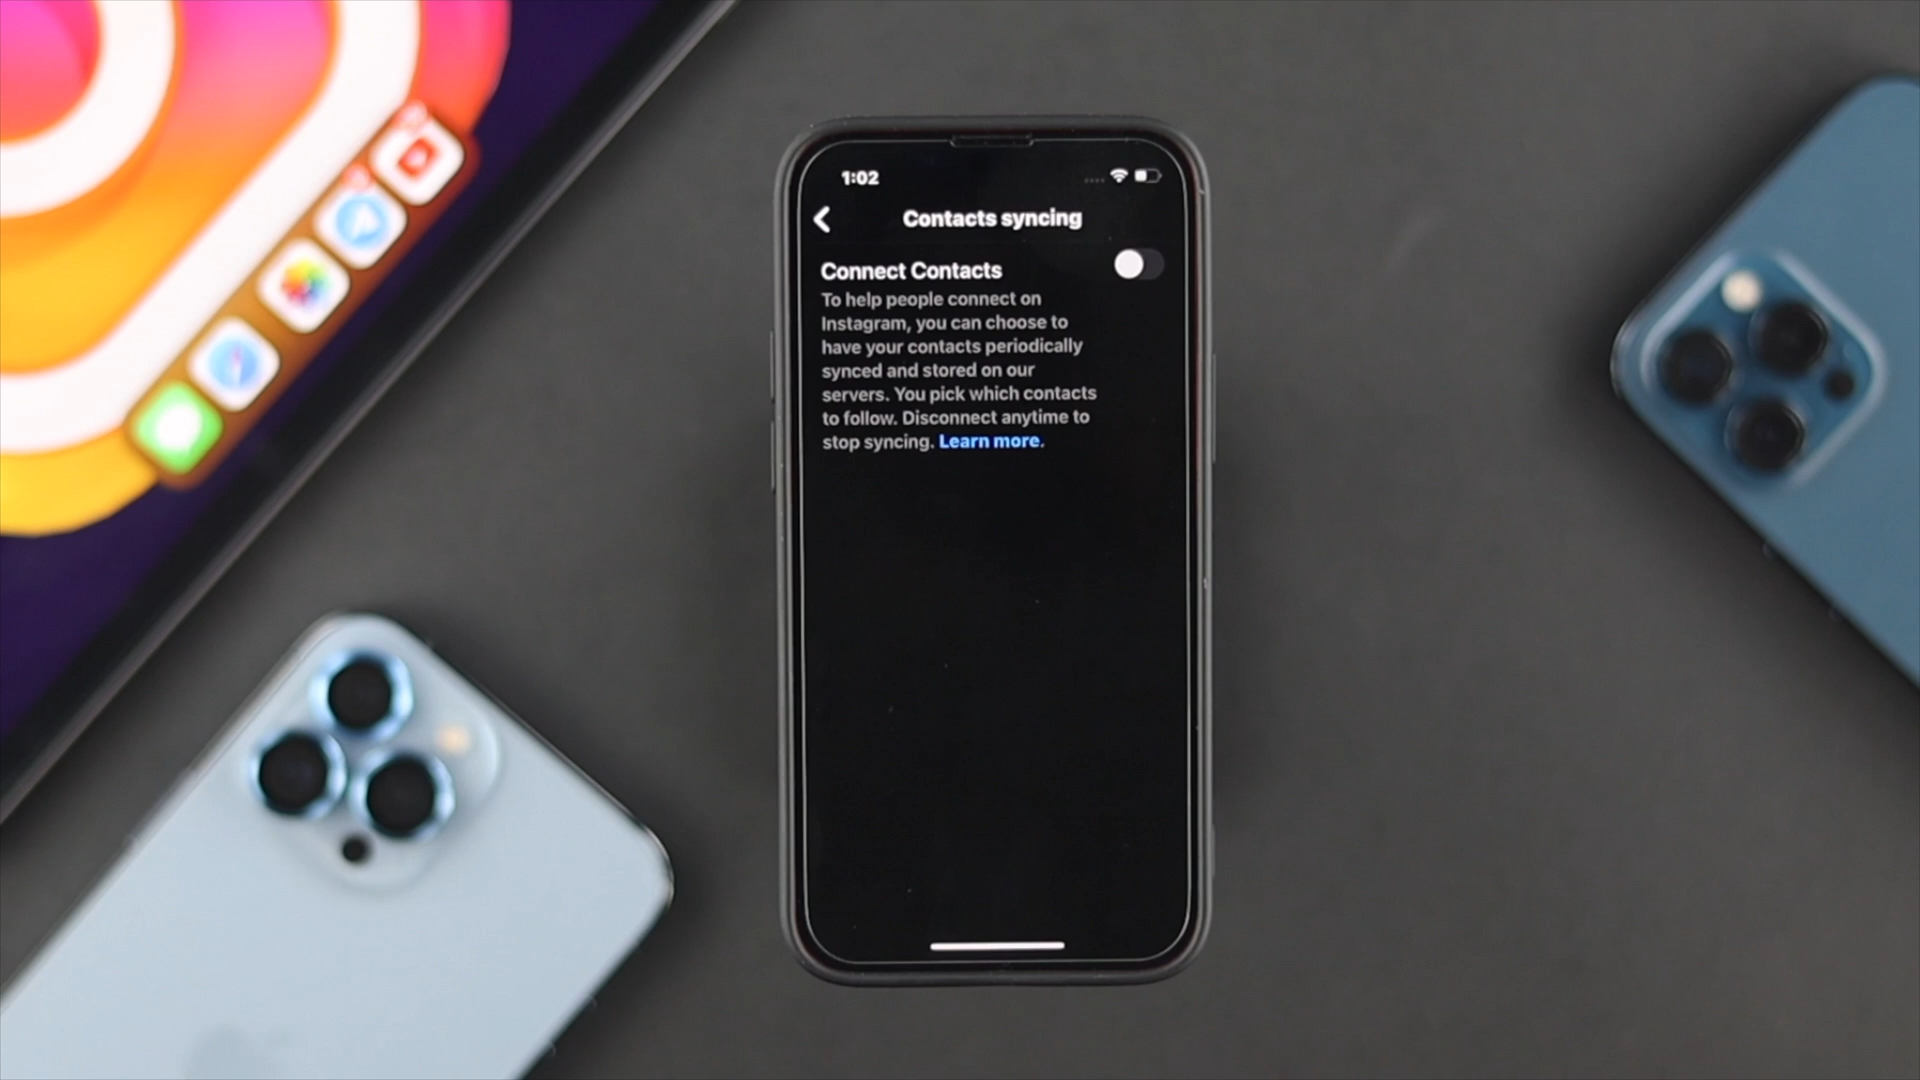 1:02
Contacts syncing
Connect Contacts
To help people connect on
Instagram, you can choose to
have your contacts periodically
synced and stored on our
servers. You pick which contacts
to follow. Disconnect anytime to
stop syncing. Learn more.